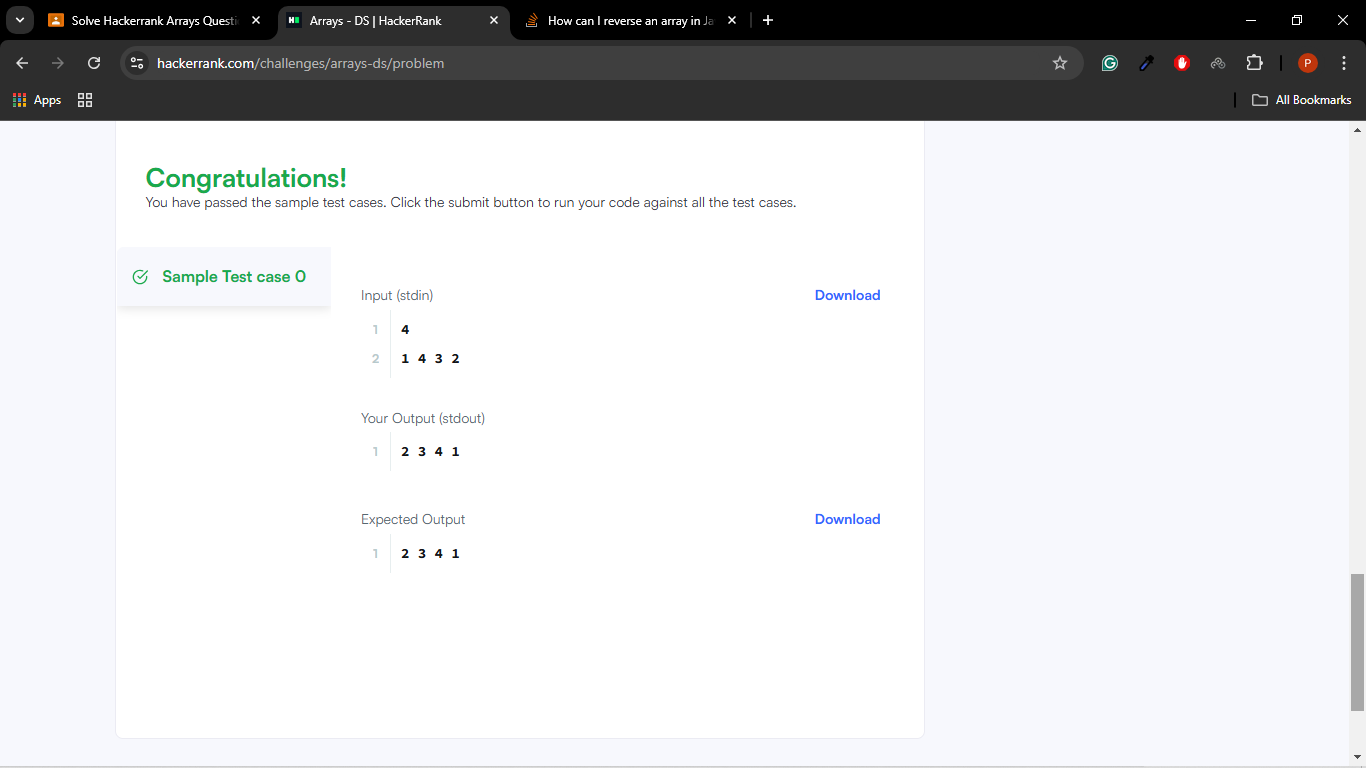 Solve Hackerrank Arrays Questi
Arrays - DS | HackerRank
How can I reverse an array in Ja
hackerrank.com/challenges/arrays-ds/problem
P
Apps
All Bookmarks
Congratulations!
You have passed the sample test cases. Click the submit button to run your code against all the test cases.
Sample Test case 0
Input (stdin)
Download
1 4
2 1 4 3 2
Your Output (stdout)
1 2 3 4 1
Expected Output
Download
1 2 3 4 1